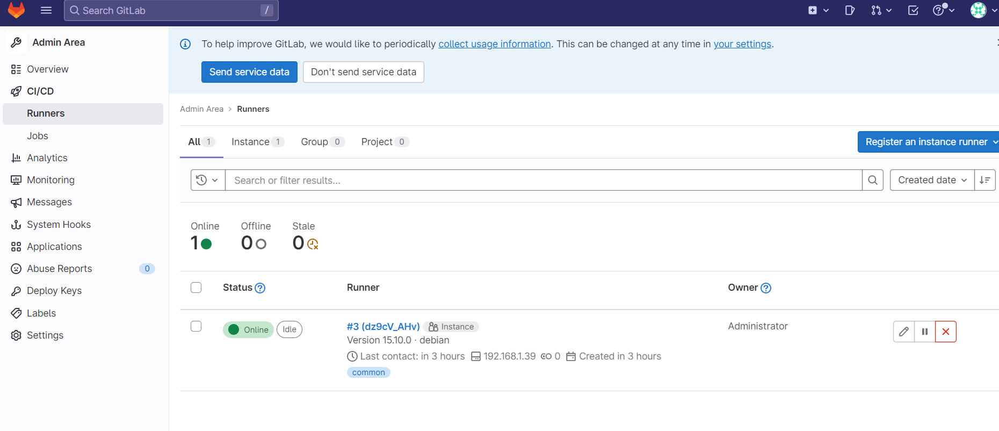 Search GitLab /
Admin Area
Overview
CI/CD
Runners
Jobs
Analytics
Monitoring
Messages
System Hooks
Applications
Abuse Reports 0
Deploy Keys
Labels
Settings
To help improve GitLab, we would like to periodically collect usage information. This can be changed at any time in your settings.
Send service data Don't send service data
Admin Area › Runners
All 1 Instance 1 Group 0 Project 0 Register an instance runner
Search or filter results... Created date
Online Offline Stale
1 0 0
Status Runner Owner
Online Idle #3 (dz9cV_AHv) Instance Administrator
Version 15.10.0 · debian
Last contact: in 3 hours 192.168.1.39 0 Created in 3 hours
common